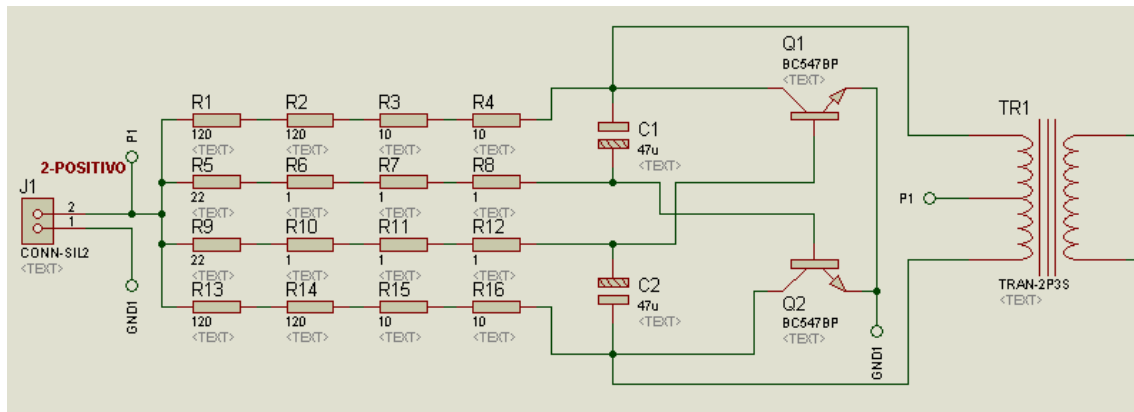 Q1
BC547BP
<TEXT>
TR1
R1 R2 R3 R4
120 120 10 10
<TEXT> <TEXT> <TEXT> <TEXT>
C1
47u
<TEXT>
P1
2-POSITIVO
R5 R6 R7 R8
22 1 1 1
<TEXT> <TEXT> <TEXT> <TEXT>
J1
2
1
P1
R9 R10 R11 R12
22 1 1 1
<TEXT> <TEXT> <TEXT> <TEXT>
CONN-SIL2
<TEXT>
GND1
R13 R14 R15 R16
120 120 10 10
<TEXT> <TEXT> <TEXT> <TEXT>
C2
47u
<TEXT>
Q2
BC547BP
<TEXT>
GND1
TRAN-2P3S
<TEXT>